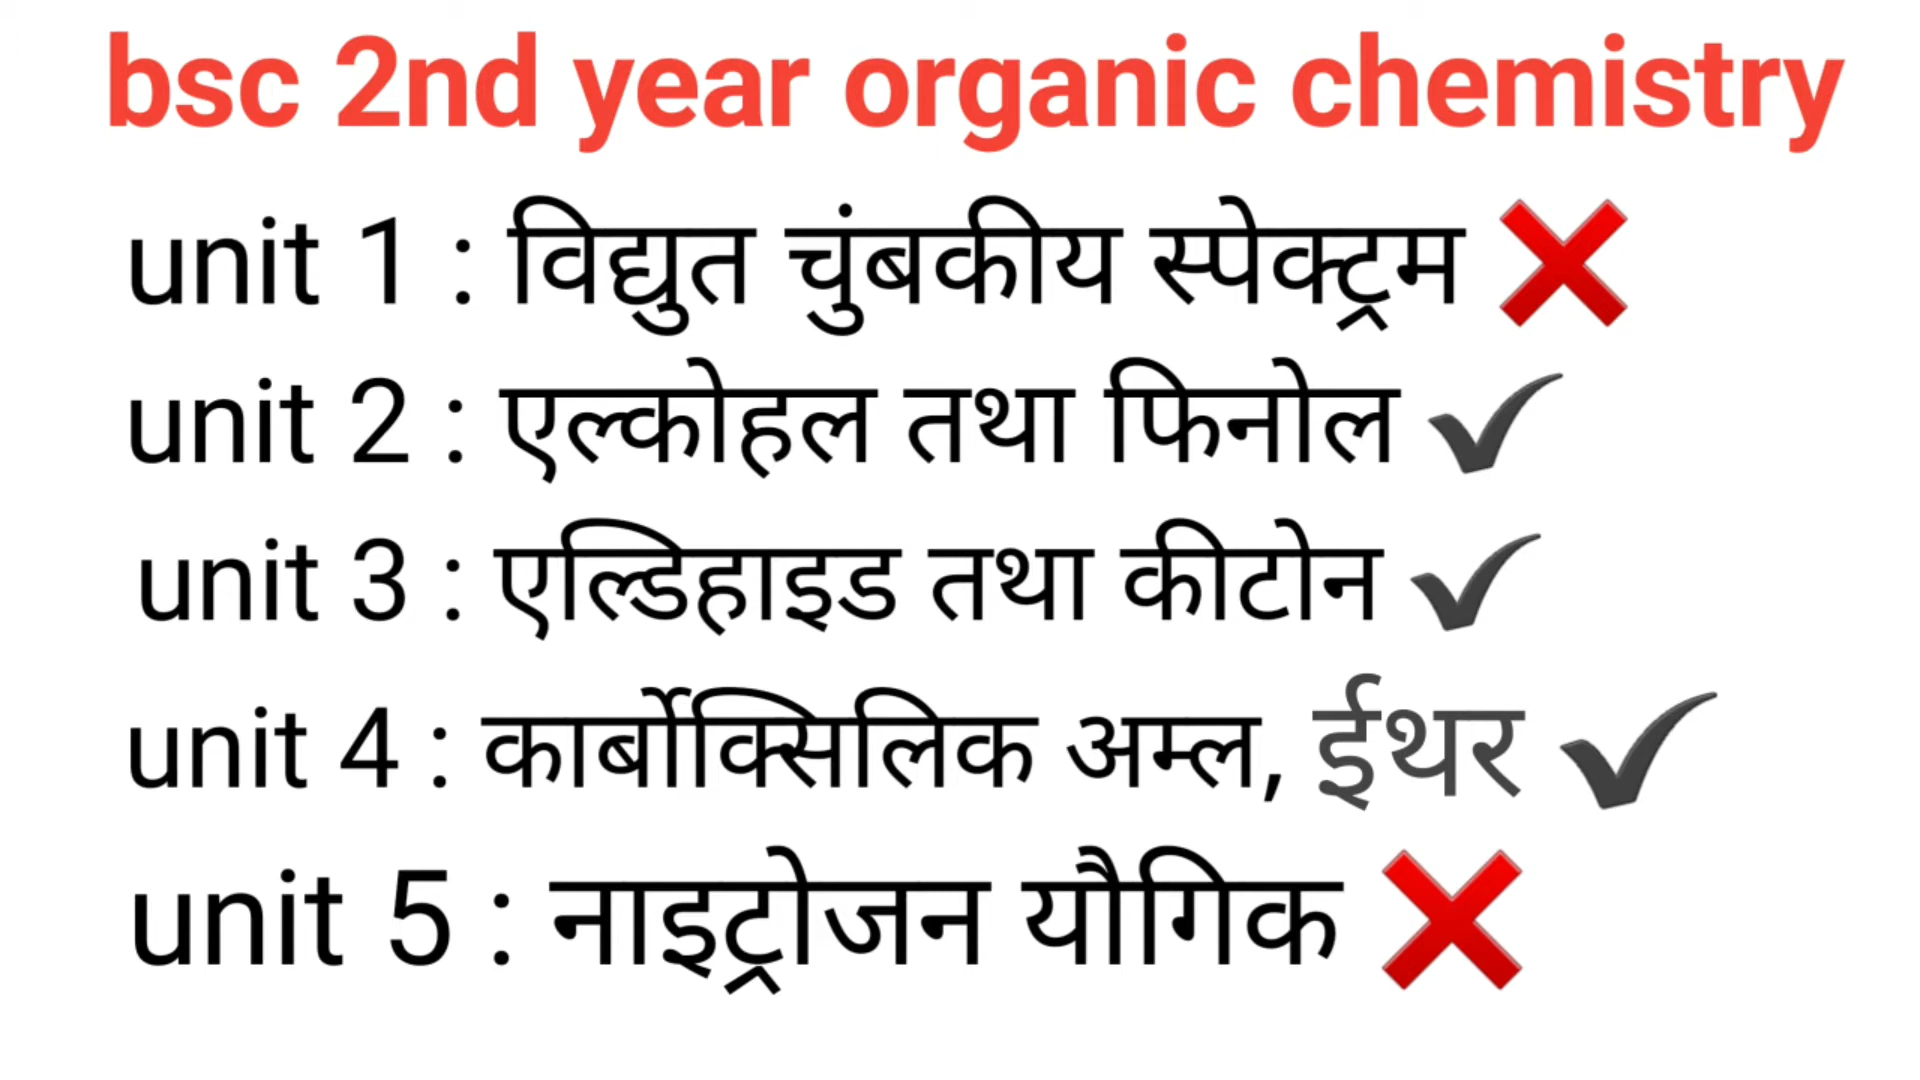 bsc 2nd year organic chemistry
unit 1 : विद्युत चुंबकीय स्पेक्ट्रम ❌
unit 2 : एल्कोहल तथा फिनोल ✔
unit 3 : एल्डिहाइड तथा कीटोन ✔
unit 4 : कार्बोक्सिलिक अम्ल, ईथर ✔
unit 5 : नाइट्रोजन यौगिक ❌